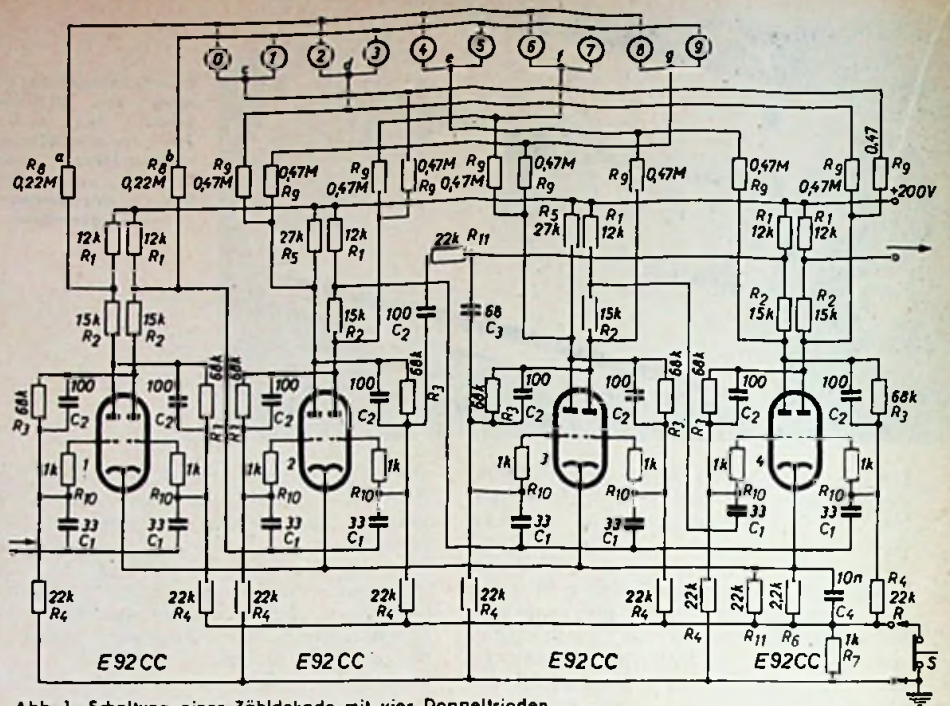 0 1 2 3 4 5 6 7 8 9
c d e f g
a b
R8 0,22M
R8 0,22M
R9 0,47M
0,47M R9
R9 0,47M
0,47M R9
R9 0,47M
0,47M R9
0,47M R9
0,47M R9
R9 0,47M
0,47 R9
+200V
12k R1
12k R1
27k R5
12k R1
22k R11
R5 27k
R1 12k
R1 12k
R1 12k
15k R2
15k R2
15k R2
100 C2
68 C3
15k R2
R2 15k
R2 15k
68k R3
100 C2
100 C2
68k R3
68k R3
100 C2
100 C2
68k R3
68k R3
100 C2
100 C2
68k R3
68k R3
100 C2
100 C2
68k R3
1k 1 1k
1k 2 1k
1k 3 1k
1k 4 1k
R10 R10
R10 R10
R10 R10
R10 R10
33 C1
33 C1
33 C1
33 C1
33 C1
33 C1
33 C1
33 C1
22k R4
22k R4
22k R4
22k R4
22k R4
22k R4
22k R4
22k R11
2,2k R6
10n C4
R4 22k
R
1k R7
S
E92CC E92CC E92CC E92CC
Abb. 1. Schaltung einer Zähldekade mit vier Doppeltrioden